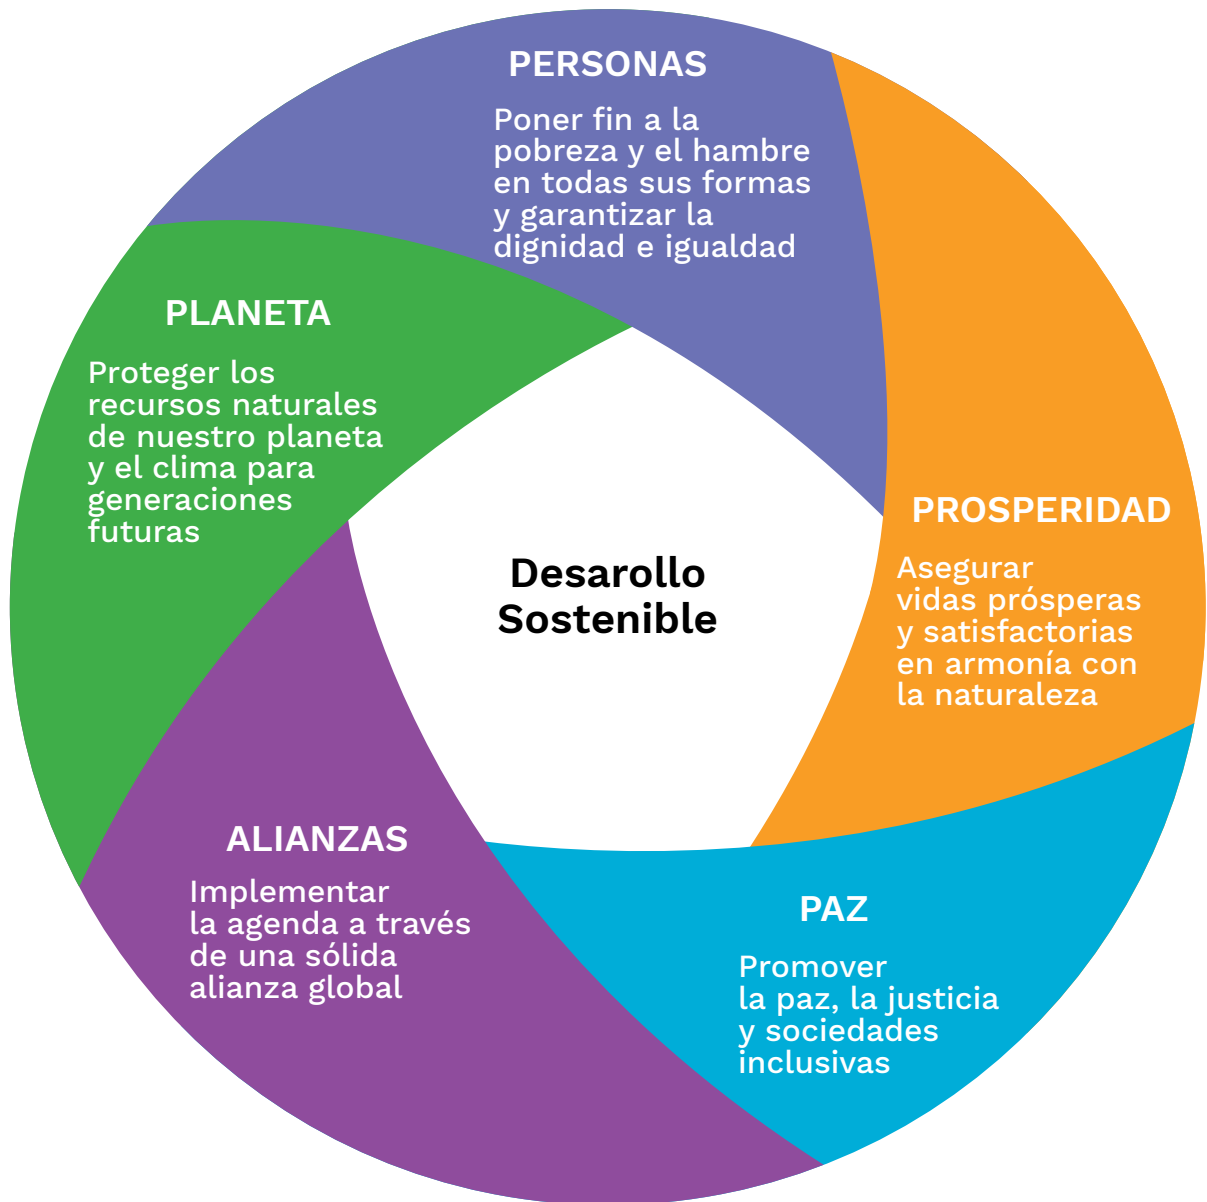 PERSONAS
Poner fin a la
pobreza y el hambre
en todas sus formas
y garantizar la
dignidad e igualdad
PLANETA
Proteger los
recursos naturales
de nuestro planeta
y el clima para
generaciones
futuras
PROSPERIDAD
Asegurar
vidas prósperas
y satisfactorias
en armonía con
la naturaleza
Desarollo
Sostenible
ALIANZAS
Implementar
la agenda a través
de una sólida
alianza global
PAZ
Promover
la paz, la justicia
y sociedades
inclusivas